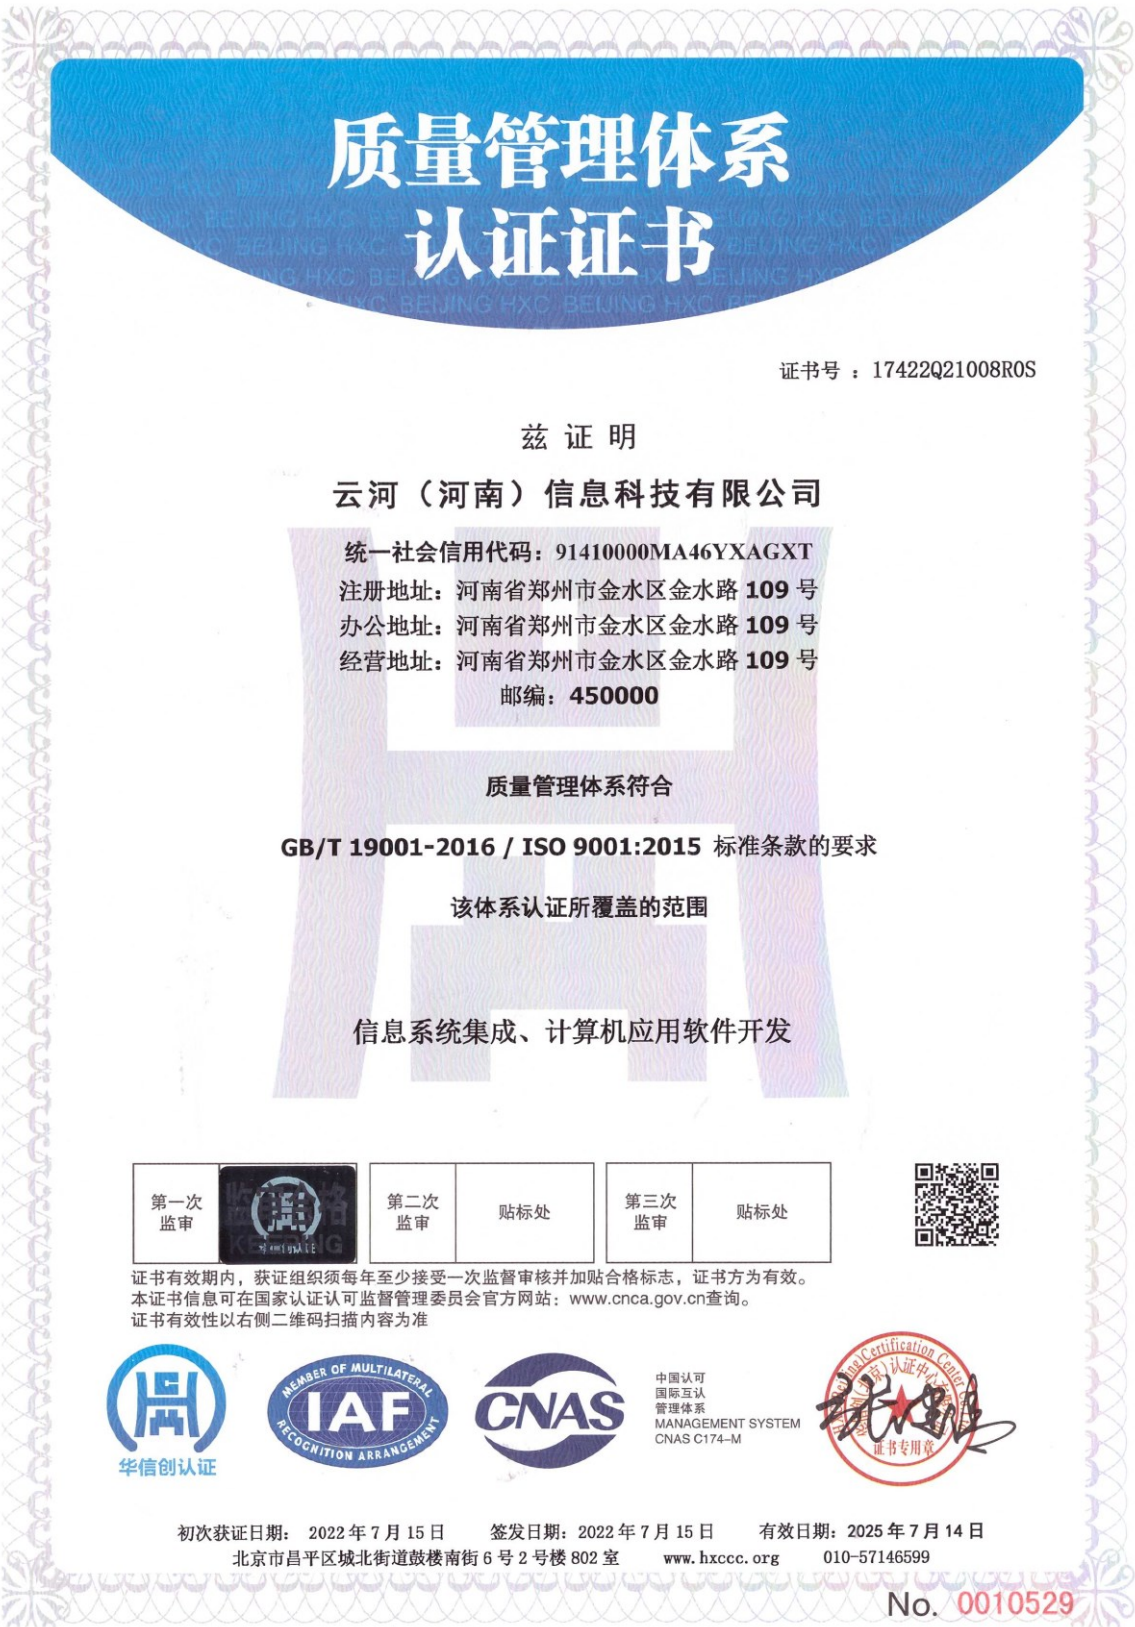 质量管理体系
认证证书
证书号 ：17422Q21008R0S
兹 证 明
云河（河南）信息科技有限公司
统一社会信用代码：91410000MA46YXAGXT
注册地址：河南省郑州市金水区金水路 109 号
办公地址：河南省郑州市金水区金水路 109 号
经营地址：河南省郑州市金水区金水路 109 号
邮编：450000
质量管理体系符合
GB/T 19001-2016 / ISO 9001:2015 标准条款的要求
该体系认证所覆盖的范围
信息系统集成、计算机应用软件开发
第一次
监审
第二次
监审
贴标处
第三次
监审
贴标处
证书有效期内，获证组织须每年至少接受一次监督审核并加贴合格标志，证书方为有效。
本证书信息可在国家认证认可监督管理委员会官方网站：www.cnca.gov.cn查询。
证书有效性以右侧二维码扫描内容为准
华信创认证
MEMBER OF MULTILATERAL
IAF
RECOGNITION ARRANGEMENT
CNAS
中国认可
国际互认
管理体系
MANAGEMENT SYSTEM
CNAS C174-M
证书专用章
初次获证日期： 2022 年 7 月 15 日 签发日期：2022 年 7 月 15 日 有效日期：2025 年 7 月 14 日
北京市昌平区城北街道鼓楼南街 6 号 2 号楼 802 室 www.hxccc.org 010-57146599
No. 0010529